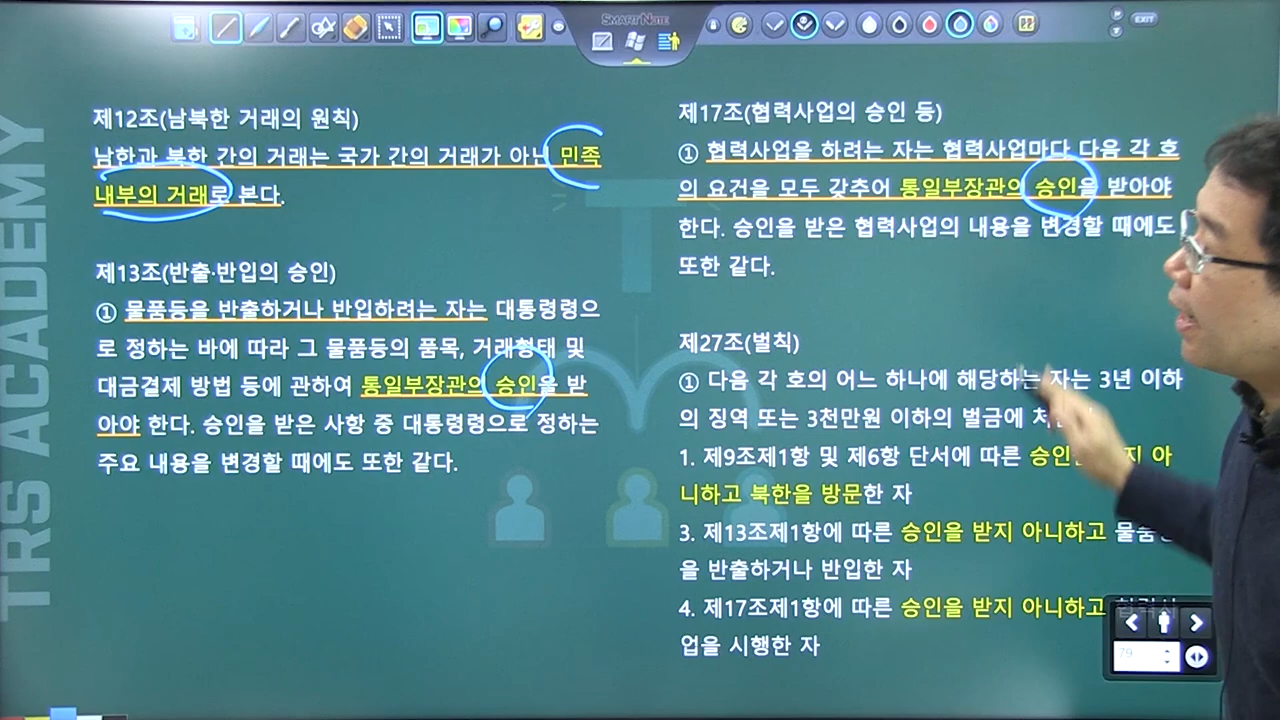 SMART NOTE
EXIT
제12조(남북한 거래의 원칙)
남한과 북한 간의 거래는 국가 간의 거래가 아닌 민족
내부의 거래로 본다.
제13조(반출·반입의 승인)
① 물품등을 반출하거나 반입하려는 자는 대통령령으
로 정하는 바에 따라 그 물품등의 품목, 거래형태 및
대금결제 방법 등에 관하여 통일부장관의 승인을 받
아야 한다. 승인을 받은 사항 중 대통령령으로 정하는
주요 내용을 변경할 때에도 또한 같다.
제17조(협력사업의 승인 등)
① 협력사업을 하려는 자는 협력사업마다 다음 각 호
의 요건을 모두 갖추어 통일부장관의 승인을 받아야
한다. 승인을 받은 협력사업의 내용을 변경할 때에도
또한 같다.
제27조(벌칙)
① 다음 각 호의 어느 하나에 해당하는 자는 3년 이하
의 징역 또는 3천만원 이하의 벌금에
1. 제9조제1항 및 제6항 단서에 따른 아
니하고 북한을 방문한 자
3. 제13조제1항에 따른 승인을 받지 아니하고
을 반출하거나 반입한 자
4. 제17조제1항에 따른 승인을 받지 아니하고
업을 시행한 자
79
TRS ACADEMY